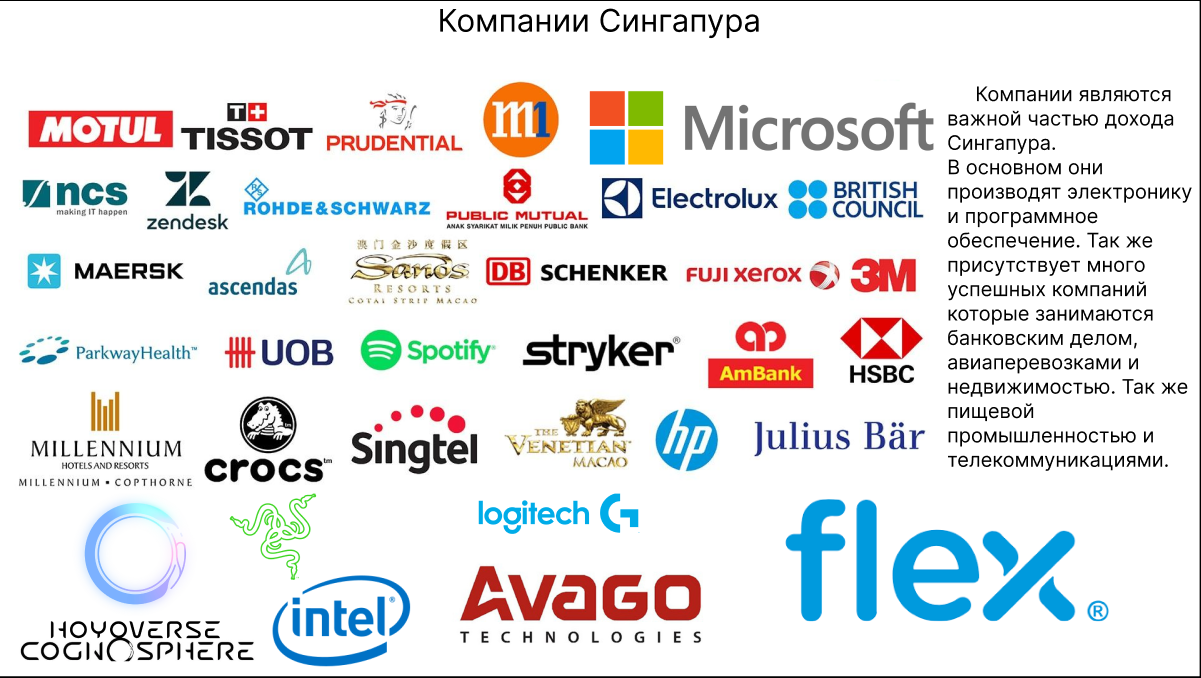 Компании Сингапура
MOTUL
T+
TISSOT
PRUDENTIAL
m1
Microsoft
ncs
making IT happen
zendesk
R&S
ROHDE & SCHWARZ
PUBLIC MUTUAL
ANAK SYARIKAT MILIK PENUH PUBLIC BANK
Electrolux
BRITISH
COUNCIL
MAERSK
ascendas
澳门金沙度假区
Sands
RESORTS
COTAI STRIP MACAO
DB SCHENKER
FUJI xerox
3M
ParkwayHealth™
UOB
Spotify®
stryker®
AmBank
HSBC
MILLENNIUM
HOTELS AND RESORTS
MILLENNIUM • COPTHORNE
crocs™
Singtel
THE
VENETIAN®
MACAO
hp
Julius Bär
HOYOVERSE
COGNOSPHERE
intel®
logitech G
AVAGO
TECHNOLOGIES
flex®
Компании являются
важной частью дохода
Сингапура.
В основном они
производят электронику
и программное
обеспечение. Так же
присутствует много
успешных компаний
которые занимаются
банковским делом,
авиаперевозками и
недвижимостью. Так же
пищевой
промышленностью и
телекоммуникациями.